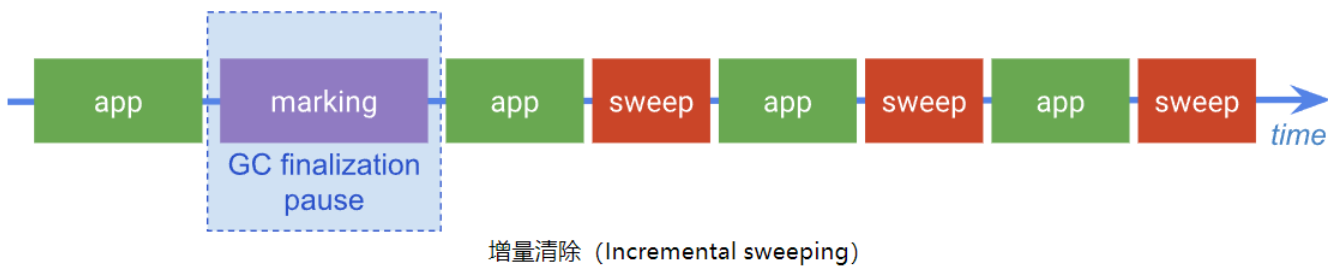 app marking app sweep app sweep app sweep
time
GC finalization
pause
增量清除（Incremental sweeping）